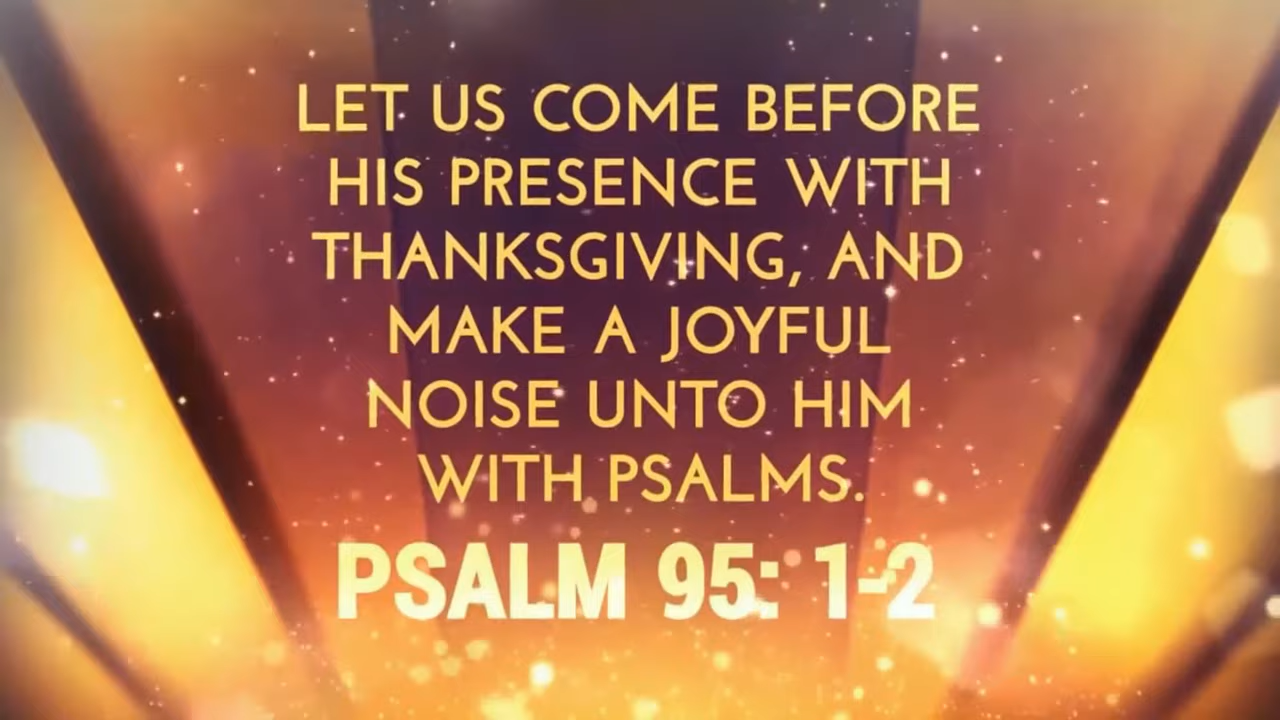 LET US COME BEFORE
HIS PRESENCE WITH
THANKSGIVING, AND
MAKE A JOYFUL
NOISE UNTO HIM
WITH PSALMS.
PSALM 95: 1-2